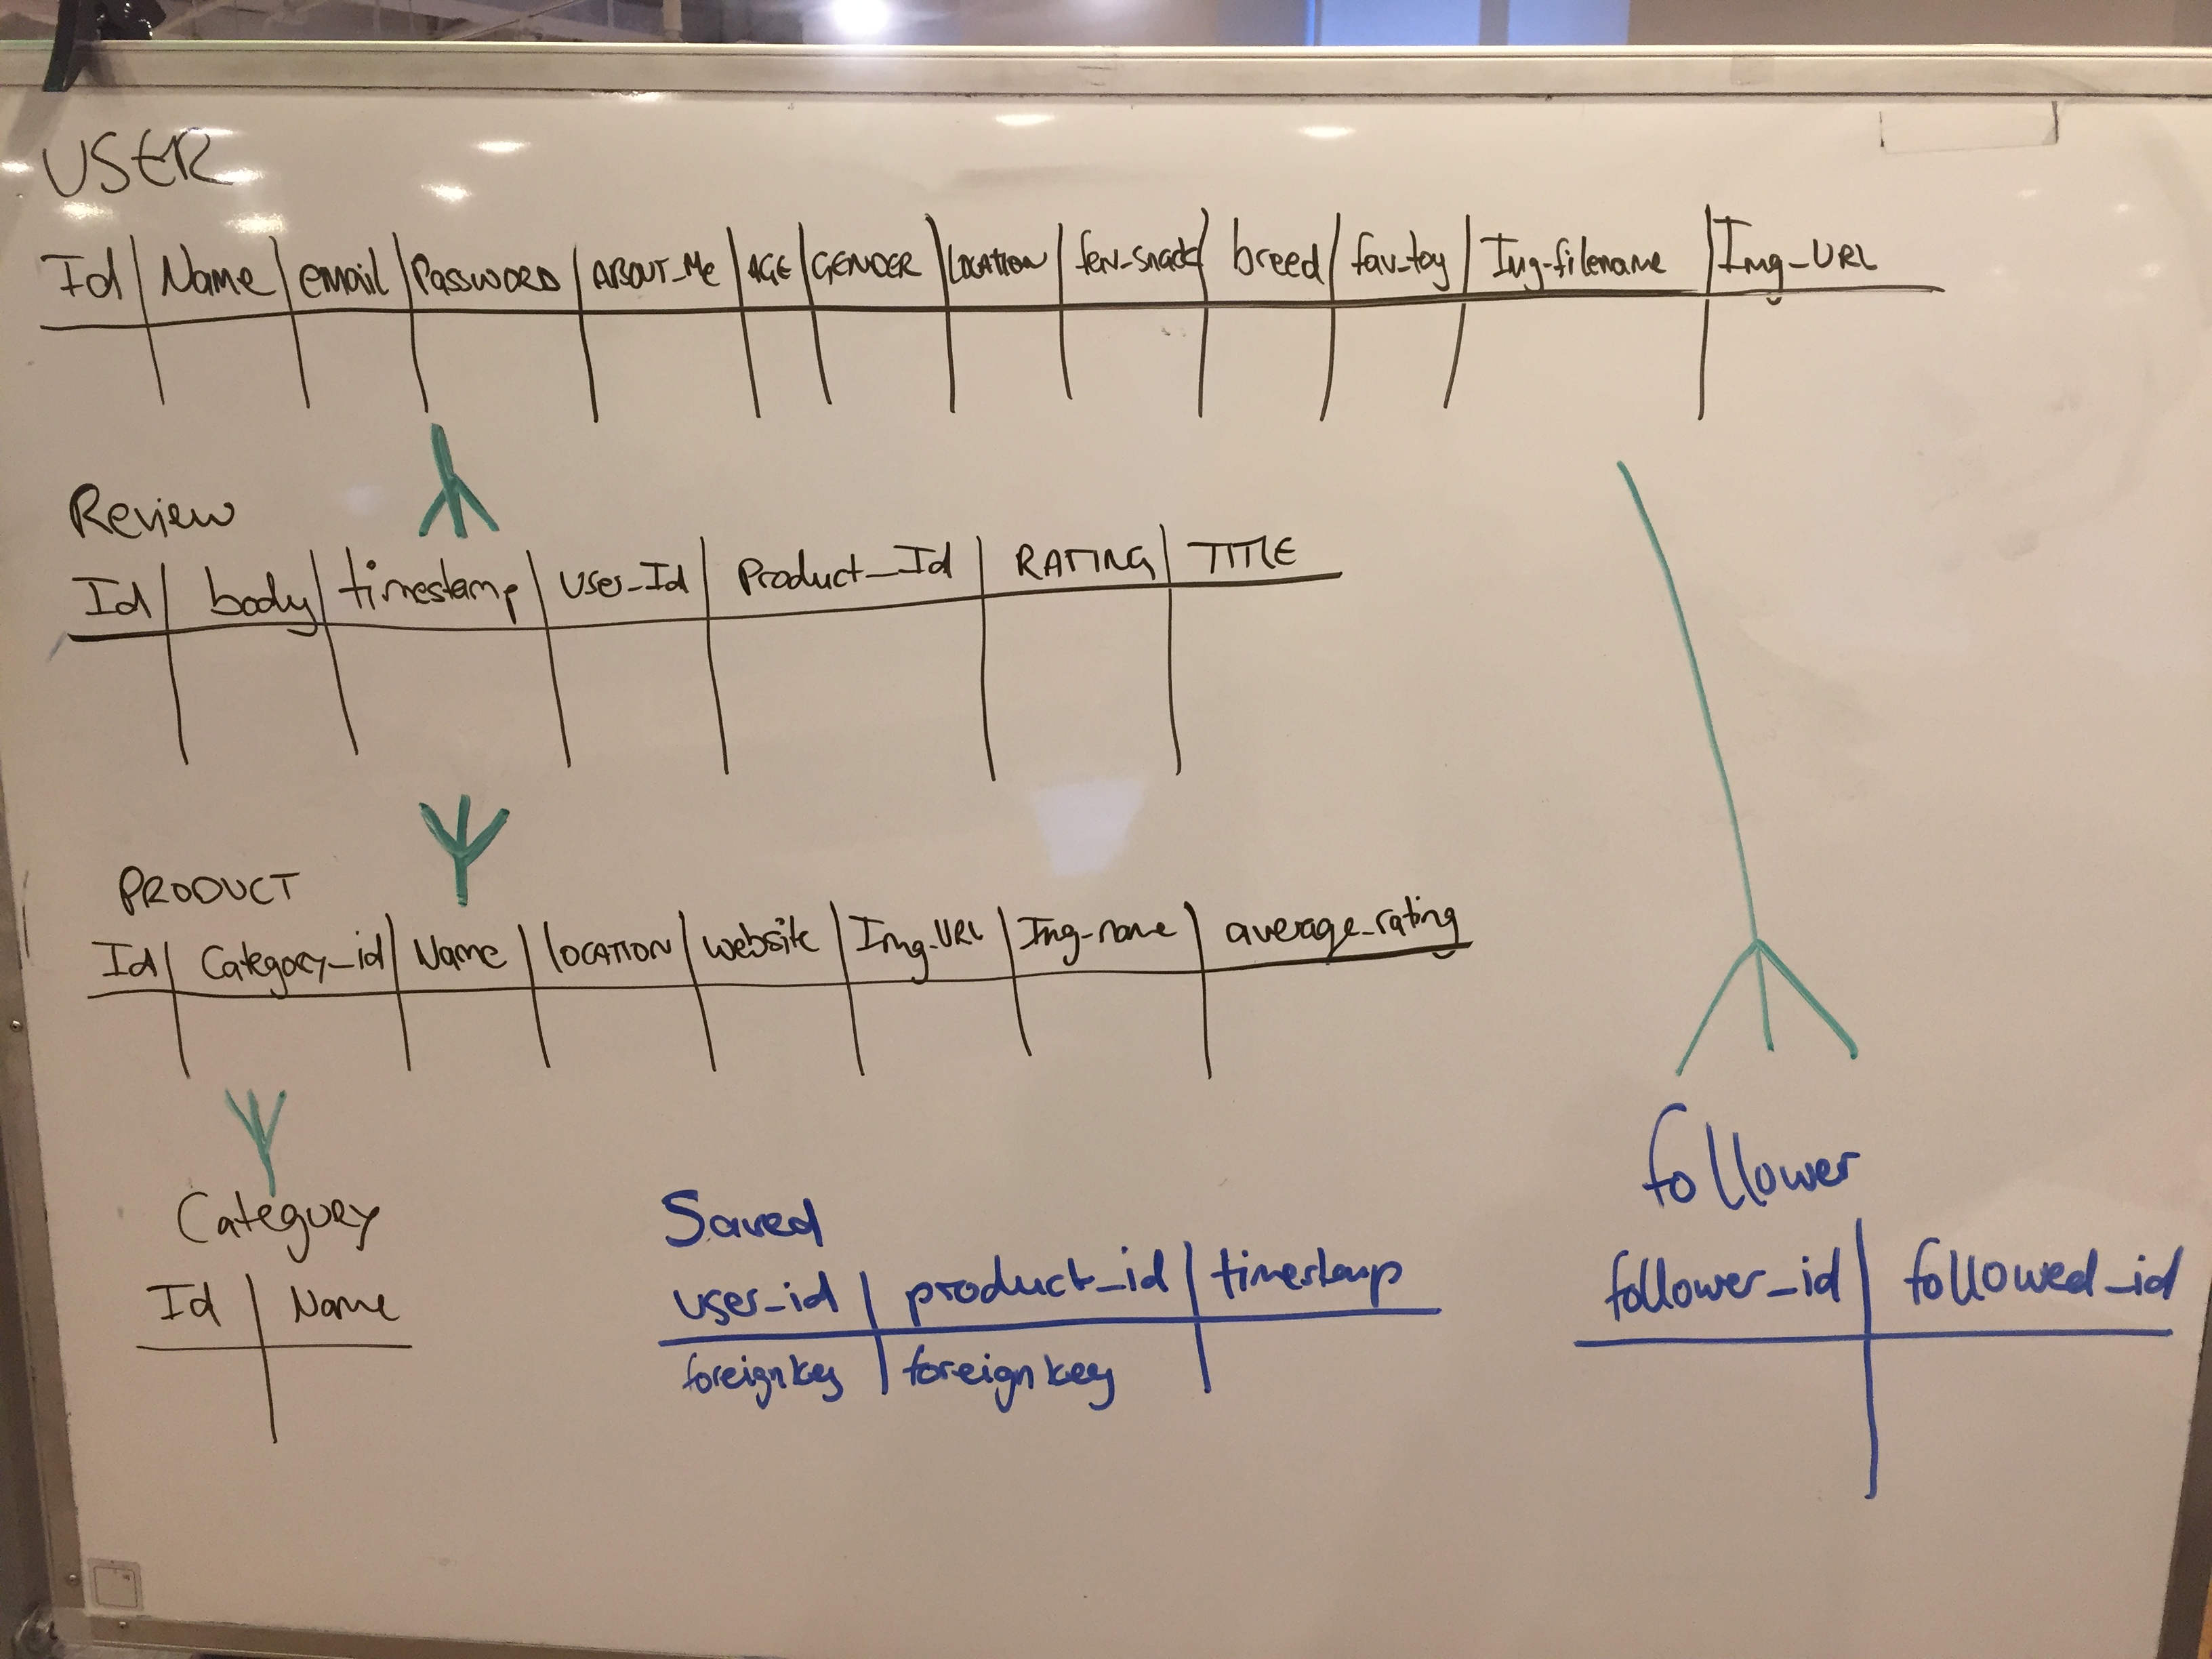 USER
Id Name email Password ABOUT_Me AGE GENDER LOCATION fav_snack breed fav_toy Img-filename Img_URL
Review
Id body timestamp User_Id Product_Id RATING TITLE
PRODUCT
Id Category_id Name LOCATION website Img_URL Img_name average_rating
Category
Id Name
Saved
user_id product_id timestamp
foreign key foreign key
follower
follower_id followed_id